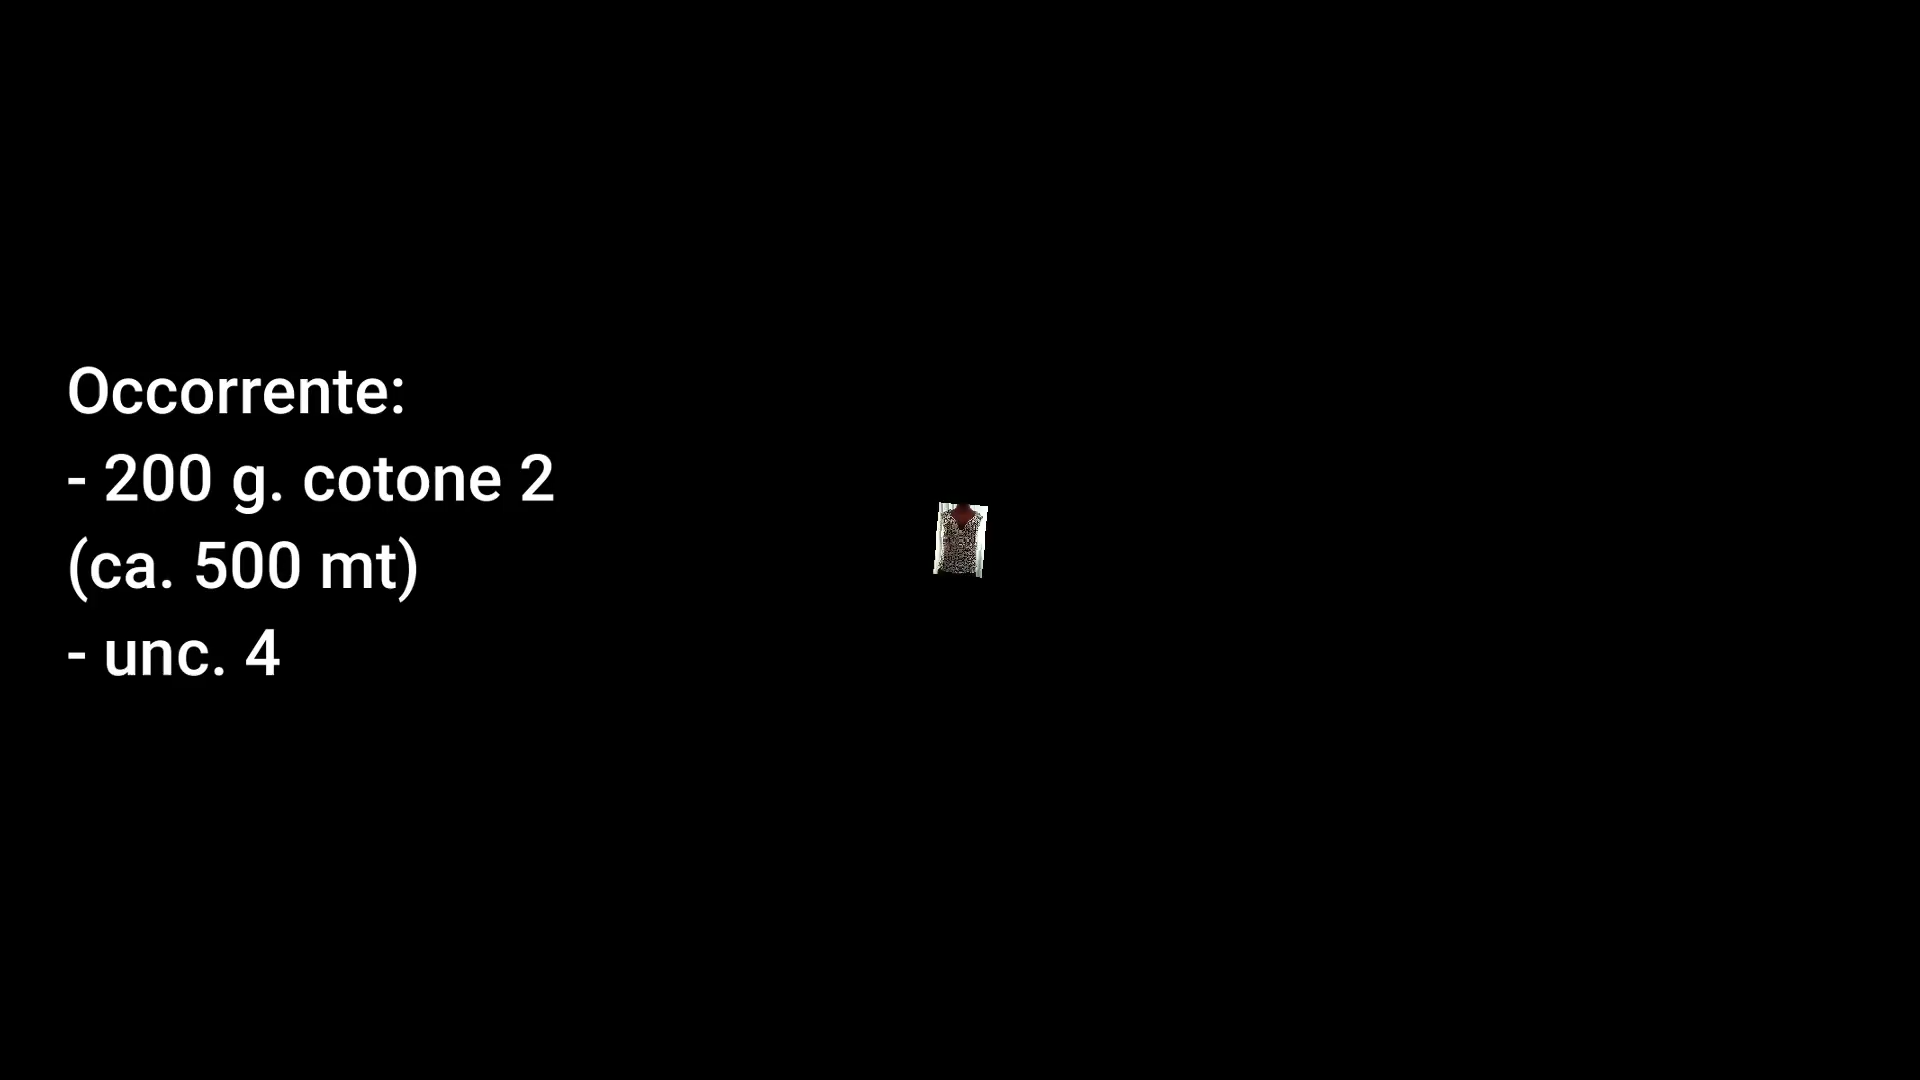 Occorrente:
- 200 g. cotone 2
(ca. 500 mt)
- unc. 4